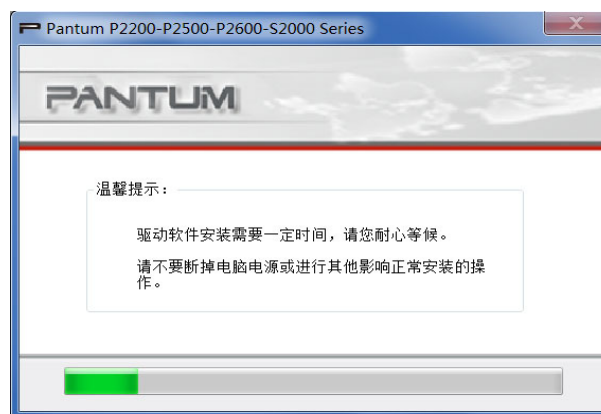 Pantum P2200-P2500-P2600-S2000 Series
PANTUM
温馨提示：
驱动软件安装需要一定时间，请您耐心等候。
请不要断掉电脑电源或进行其他影响正常安装的操
作。